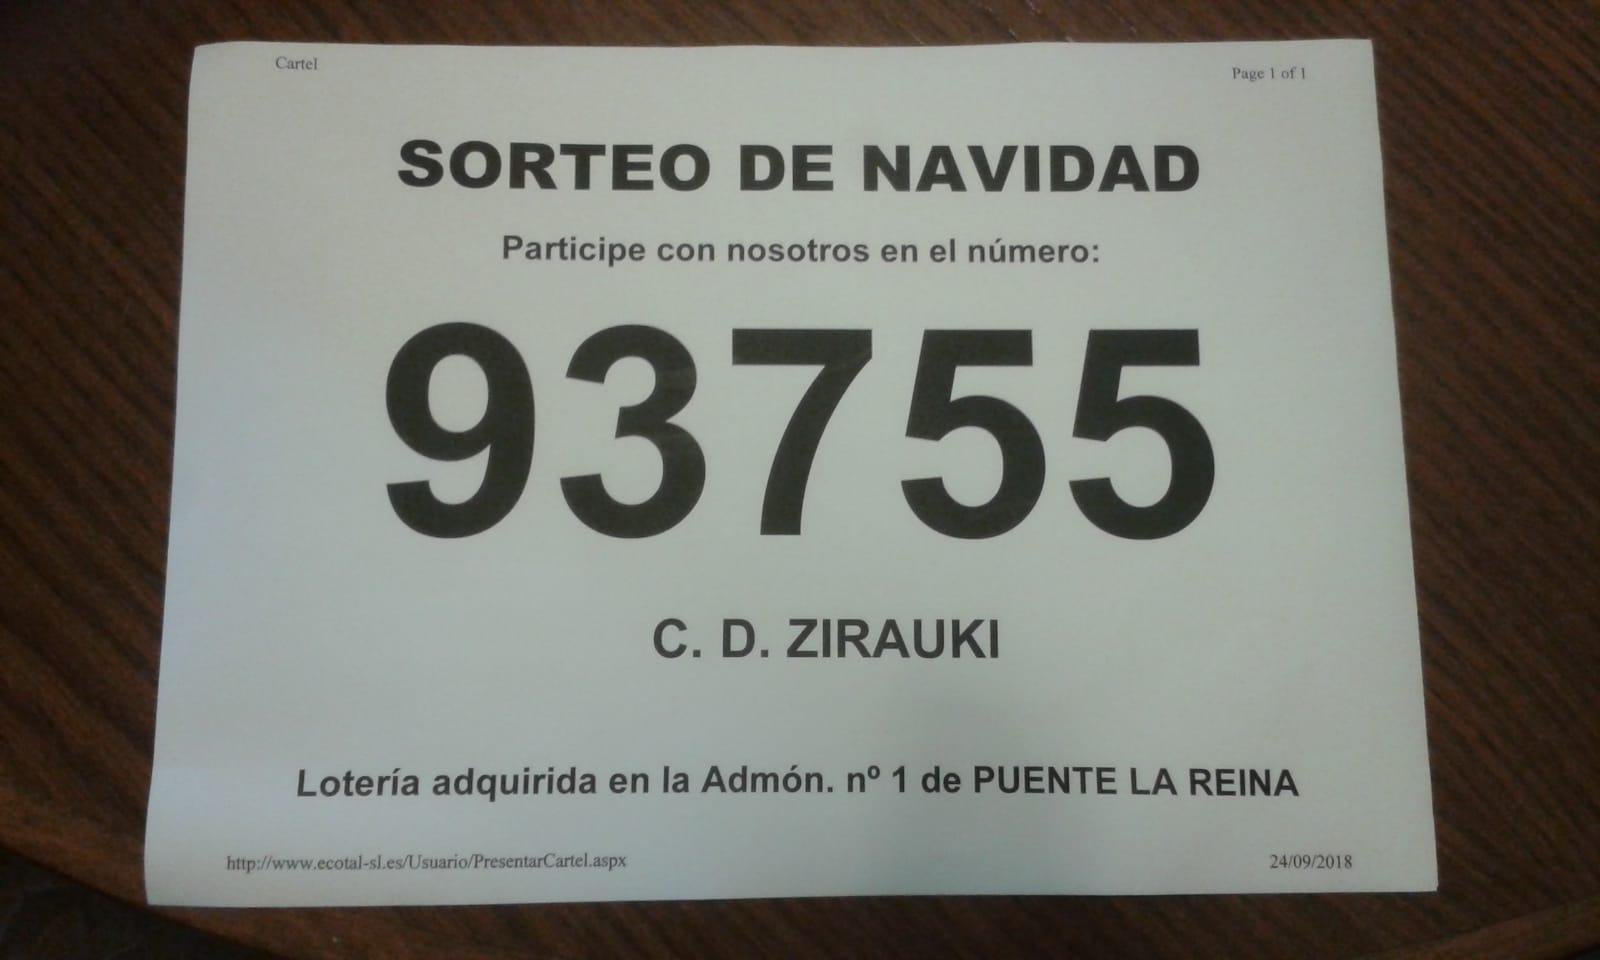 Cartel
Page 1 of 1
SORTEO DE NAVIDAD
Participe con nosotros en el número:
93755
C. D. ZIRAUKI
Lotería adquirida en la Admón. nº 1 de PUENTE LA REINA
http://www.ecotal-sl.es/Usuario/PresentarCartel.aspx
24/09/2018